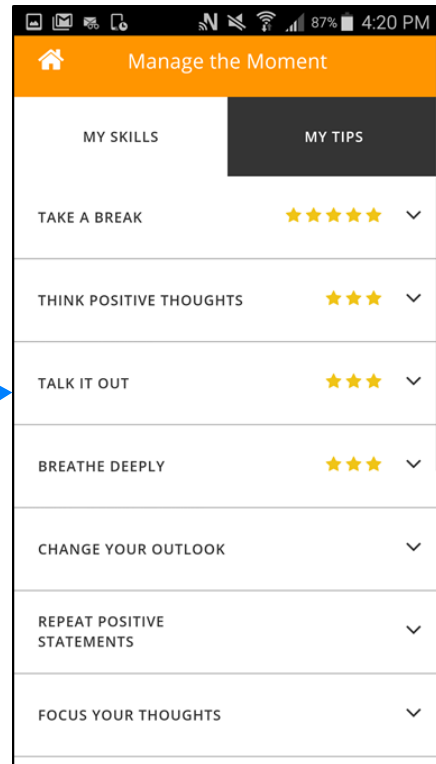 87% 4:20 PM
Manage the Moment
MY SKILLS MY TIPS
TAKE A BREAK
THINK POSITIVE THOUGHTS
TALK IT OUT
BREATHE DEEPLY
CHANGE YOUR OUTLOOK
REPEAT POSITIVE
STATEMENTS
FOCUS YOUR THOUGHTS